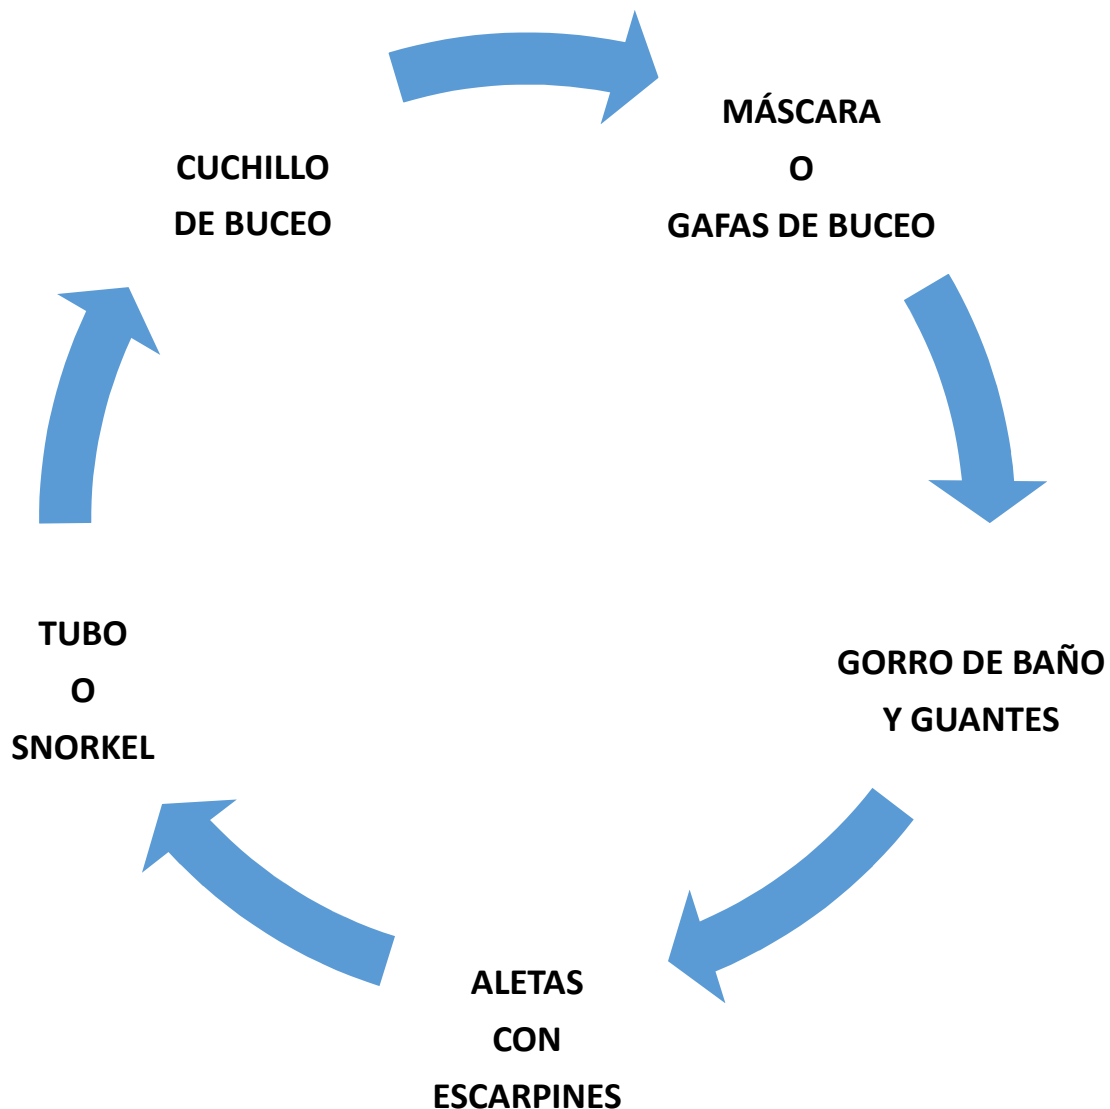 CUCHILLO
DE BUCEO
MÁSCARA
O
GAFAS DE BUCEO
GORRO DE BAÑO
Y GUANTES
ALETAS
CON
ESCARPINES
TUBO
O
SNORKEL